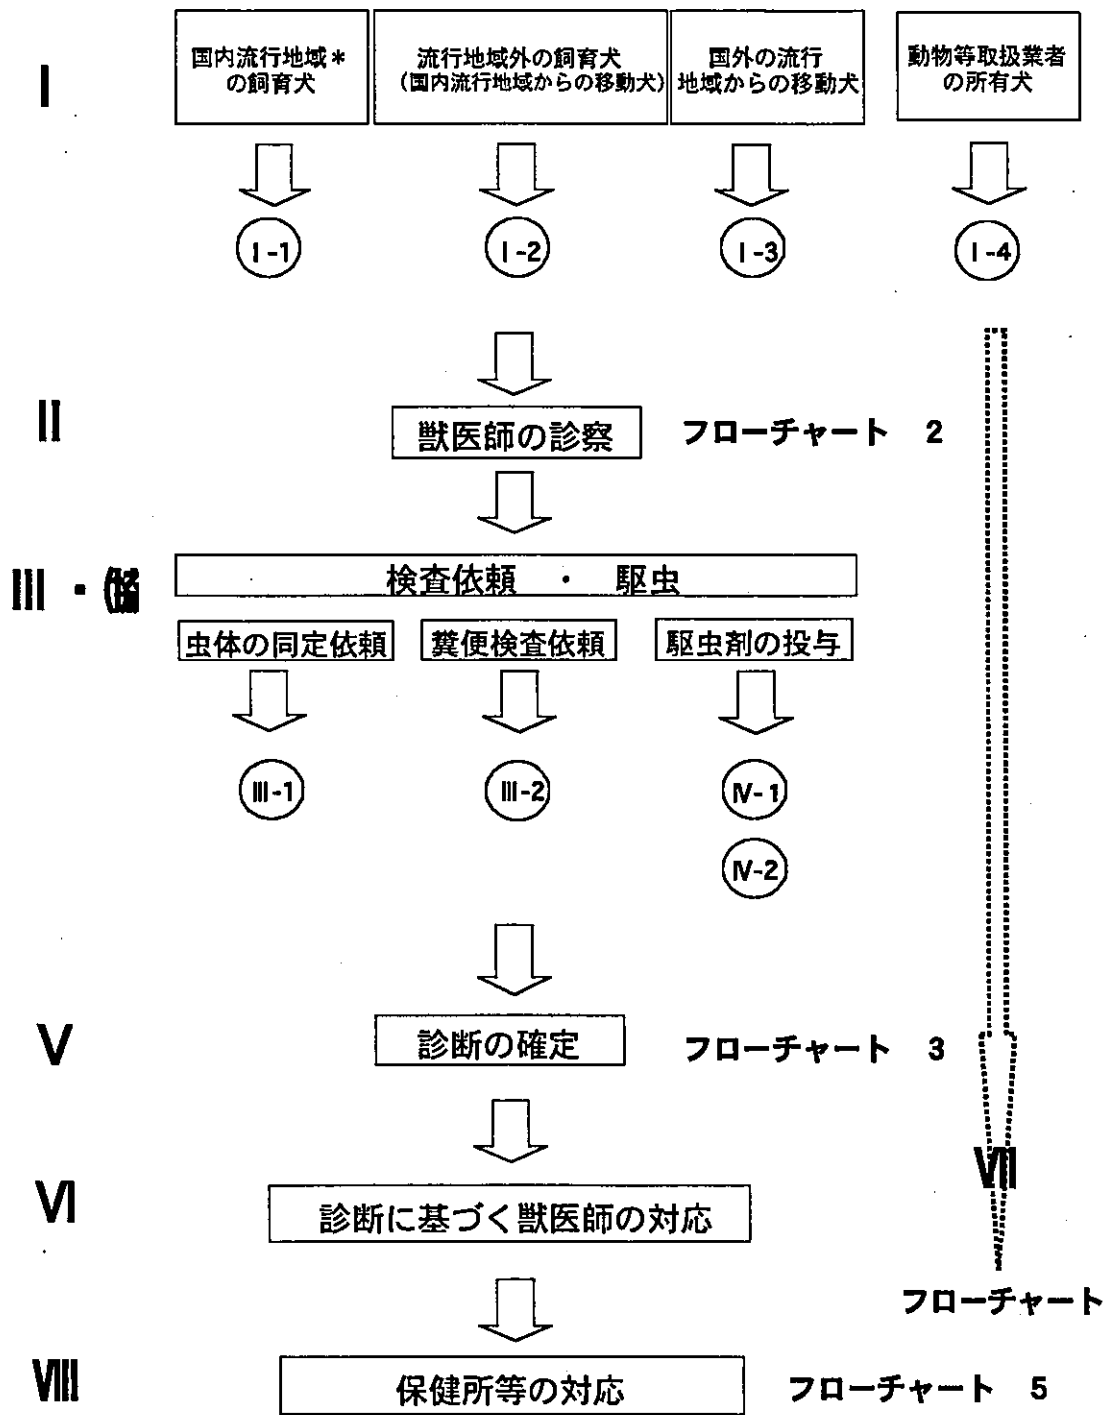 I
国内流行地域*
の飼育犬
流行地域外の飼育犬
(国内流行地域からの移動犬)
国外の流行
地域からの移動犬
動物等取扱業者
の所有犬
I-1
I-2
I-3
I-4
II
獣医師の診察
フローチャート 2
III・
検査依頼 ・ 駆虫
虫体の同定依頼
糞便検査依頼
駆虫剤の投与
III-1
III-2
IV-1
IV-2
V
診断の確定
フローチャート 3
VI
診断に基づく獣医師の対応
VII
フローチャート
VIII
保健所等の対応
フローチャート 5